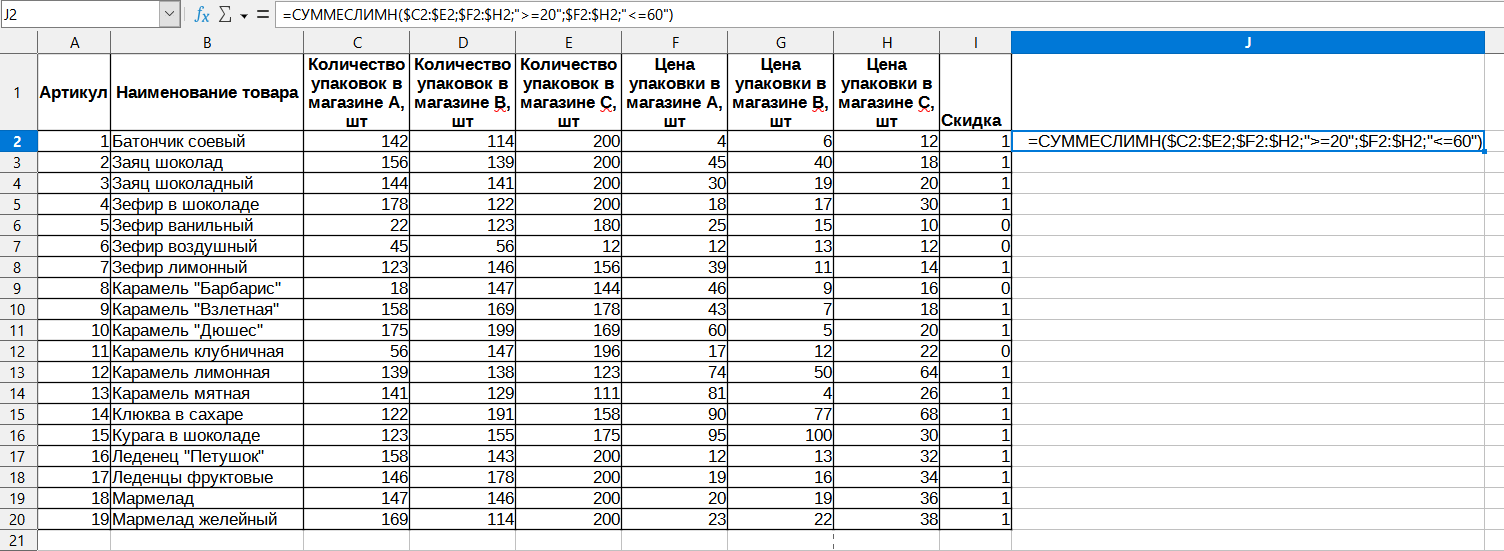 J2 fx Σ = =СУММЕСЛИМН($C2:$E2;$F2:$H2;">=20";$F2:$H2;"<=60")
A B C D E F G H I J
1 Артикул Наименование товара Количество упаковок в магазине A, шт Количество упаковок в магазине B, шт Количество упаковок в магазине C, шт Цена упаковки в магазине A, шт Цена упаковки в магазине B, шт Цена упаковки в магазине C, шт Скидка
2 1 Батончик соевый 142 114 200 4 6 12 1 =СУММЕСЛИМН($C2:$E2;$F2:$H2;">=20";$F2:$H2;"<=60")
3 2 Заяц шоколад 156 139 200 45 40 18 1
4 3 Заяц шоколадный 144 141 200 30 19 20 1
5 4 Зефир в шоколаде 178 122 200 18 17 30 1
6 5 Зефир ванильный 22 123 180 25 15 10 0
7 6 Зефир воздушный 45 56 12 12 13 12 0
8 7 Зефир лимонный 123 146 156 39 11 14 1
9 8 Карамель "Барбарис" 18 147 144 46 9 16 0
10 9 Карамель "Взлетная" 158 169 178 43 7 18 1
11 10 Карамель "Дюшес" 175 199 169 60 5 20 1
12 11 Карамель клубничная 56 147 196 17 12 22 0
13 12 Карамель лимонная 139 138 123 74 50 64 1
14 13 Карамель мятная 141 129 111 81 4 26 1
15 14 Клюква в сахаре 122 191 158 90 77 68 1
16 15 Курага в шоколаде 123 155 175 95 100 30 1
17 16 Леденец "Петушок" 158 143 200 12 13 32 1
18 17 Леденцы фруктовые 146 178 200 19 16 34 1
19 18 Мармелад 147 146 200 20 19 36 1
20 19 Мармелад желейный 169 114 200 23 22 38 1
21